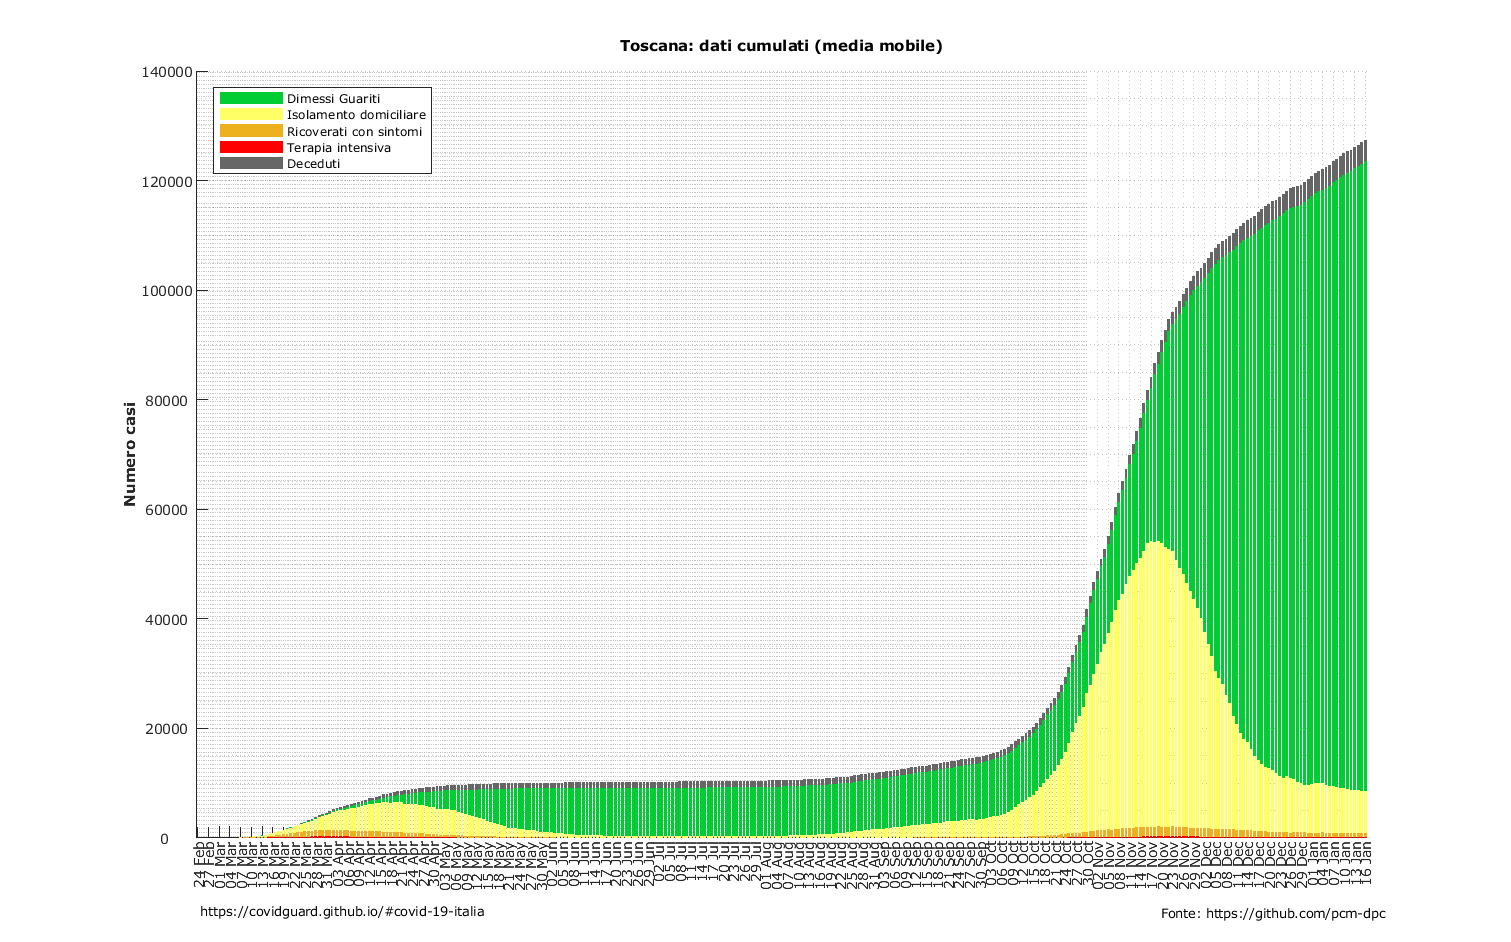 Toscana: dati cumulati (media mobile)
140000
120000
100000
80000
60000
40000
20000
0
Numero casi
Dimessi Guariti
Isolamento domiciliare
Ricoverati con sintomi
Terapia intensiva
Deceduti
24 Feb
27 Feb
01 Mar
04 Mar
07 Mar
10 Mar
13 Mar
16 Mar
19 Mar
22 Mar
25 Mar
28 Mar
31 Mar
03 Apr
06 Apr
09 Apr
12 Apr
15 Apr
18 Apr
21 Apr
24 Apr
27 Apr
30 Apr
03 May
06 May
09 May
12 May
15 May
18 May
21 May
24 May
27 May
30 May
02 Jun
05 Jun
08 Jun
11 Jun
14 Jun
17 Jun
20 Jun
23 Jun
26 Jun
29 Jun
02 Jul
05 Jul
08 Jul
11 Jul
14 Jul
17 Jul
20 Jul
23 Jul
26 Jul
29 Jul
01 Aug
04 Aug
07 Aug
10 Aug
13 Aug
16 Aug
19 Aug
22 Aug
25 Aug
28 Aug
31 Aug
03 Sep
06 Sep
09 Sep
12 Sep
15 Sep
18 Sep
21 Sep
24 Sep
27 Sep
30 Sep
03 Oct
06 Oct
09 Oct
12 Oct
15 Oct
18 Oct
21 Oct
24 Oct
27 Oct
30 Oct
02 Nov
05 Nov
08 Nov
11 Nov
14 Nov
17 Nov
20 Nov
23 Nov
26 Nov
29 Nov
02 Dec
05 Dec
08 Dec
11 Dec
14 Dec
17 Dec
20 Dec
23 Dec
26 Dec
29 Dec
01 Jan
04 Jan
07 Jan
10 Jan
13 Jan
16 Jan
https://covidguard.github.io/#covid-19-italia
Fonte: https://github.com/pcm-dpc